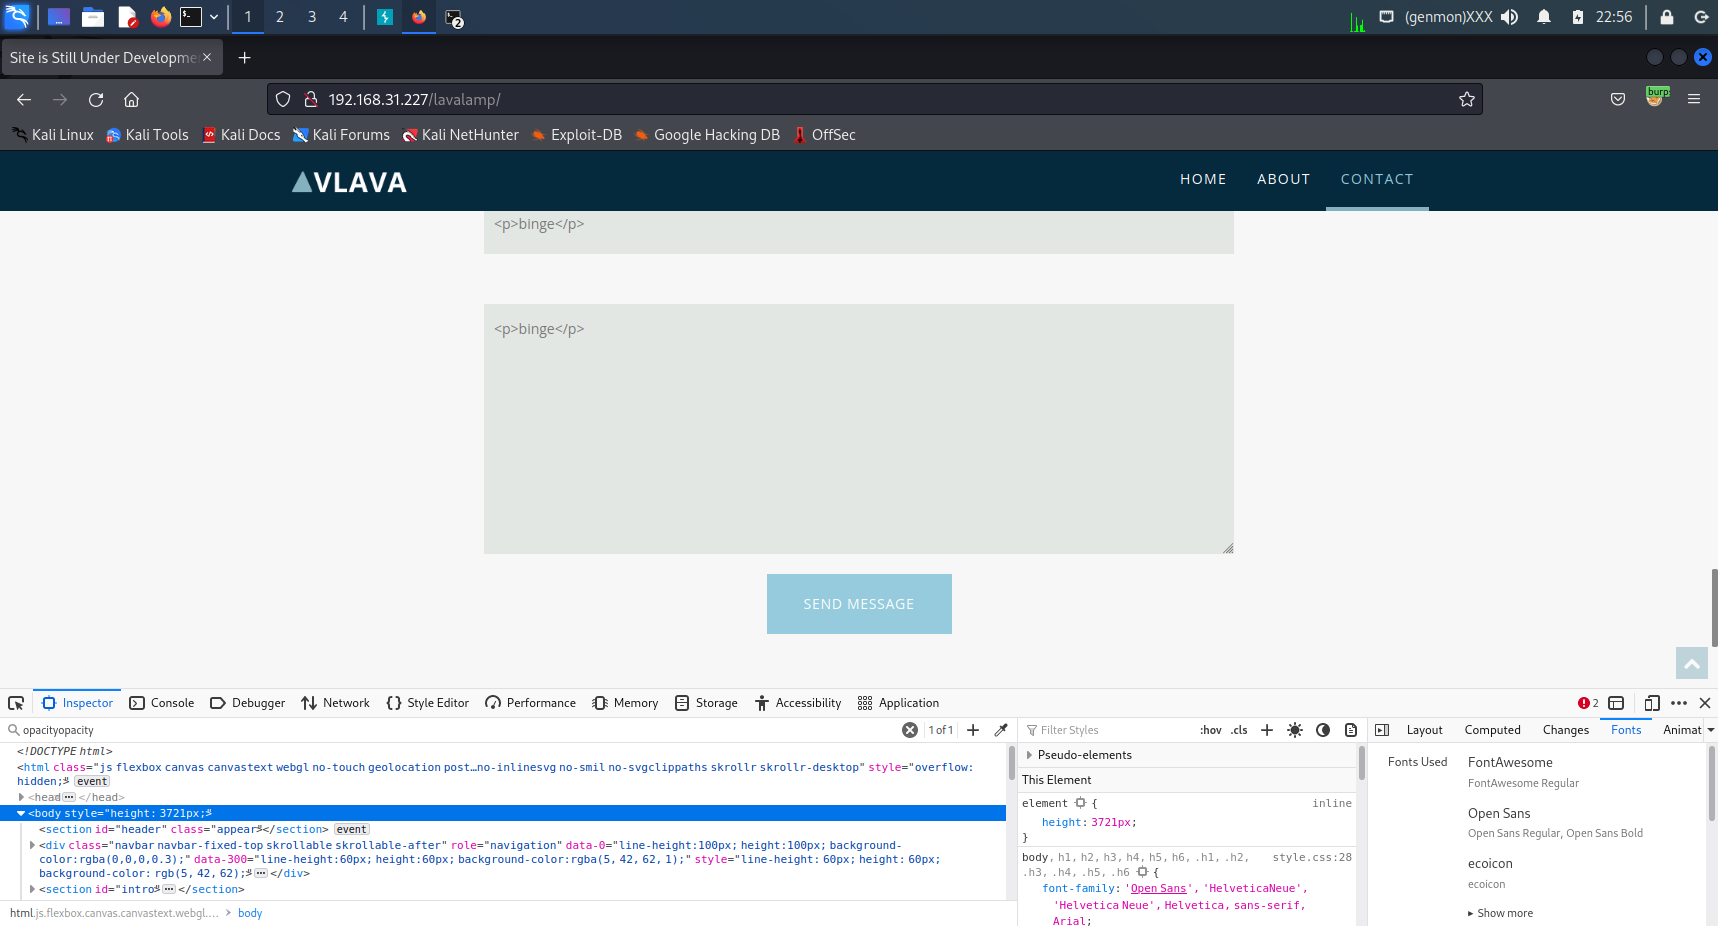 1 2 3 4 2 (genmon)XXX 22:56
Site is Still Under Developme
192.168.31.227/lavalamp/ burp
Kali Linux Kali Tools Kali Docs Kali Forums Kali NetHunter Exploit-DB Google Hacking DB OffSec
VLAVA HOME ABOUT CONTACT
<p>binge</p>
<p>binge</p>
SEND MESSAGE
Inspector Console Debugger Network Style Editor Performance Memory Storage Accessibility Application 2
opacityopacity 1 of 1
<!DOCTYPE html>
<html class="js flexbox canvas canvastext webgl no-touch geolocation post…no-inlinesvg no-smil no-svgclippaths skrollr skrollr-desktop" style="overflow:
hidden;"> event
<head>···</head>
<body style="height: 3721px;">
<section id="header" class="appear"></section> event
<div class="navbar navbar-fixed-top skrollable skrollable-after" role="navigation" data-0="line-height:100px; height:100px; background-
color:rgba(0,0,0,0.3);" data-300="line-height:60px; height:60px; background-color:rgba(5, 42, 62, 1);" style="line-height: 60px; height: 60px;
background-color: rgb(5, 42, 62);">···</div>
<section id="intro">···</section>
html.js.flexbox.canvas.canvastext.webgl.… > body
Filter Styles :hov .cls
Pseudo-elements
This Element
element { inline
height: 3721px;
}
body, h1, h2, h3, h4, h5, h6, .h1, .h2, style.css:28
.h3, .h4, .h5, .h6 {
font-family: 'Open Sans', 'HelveticaNeue',
'Helvetica Neue', Helvetica, sans-serif,
Arial;
Layout Computed Changes Fonts Animat
Fonts Used FontAwesome
FontAwesome Regular
Open Sans
Open Sans Regular, Open Sans Bold
ecoicon
ecoicon
Show more